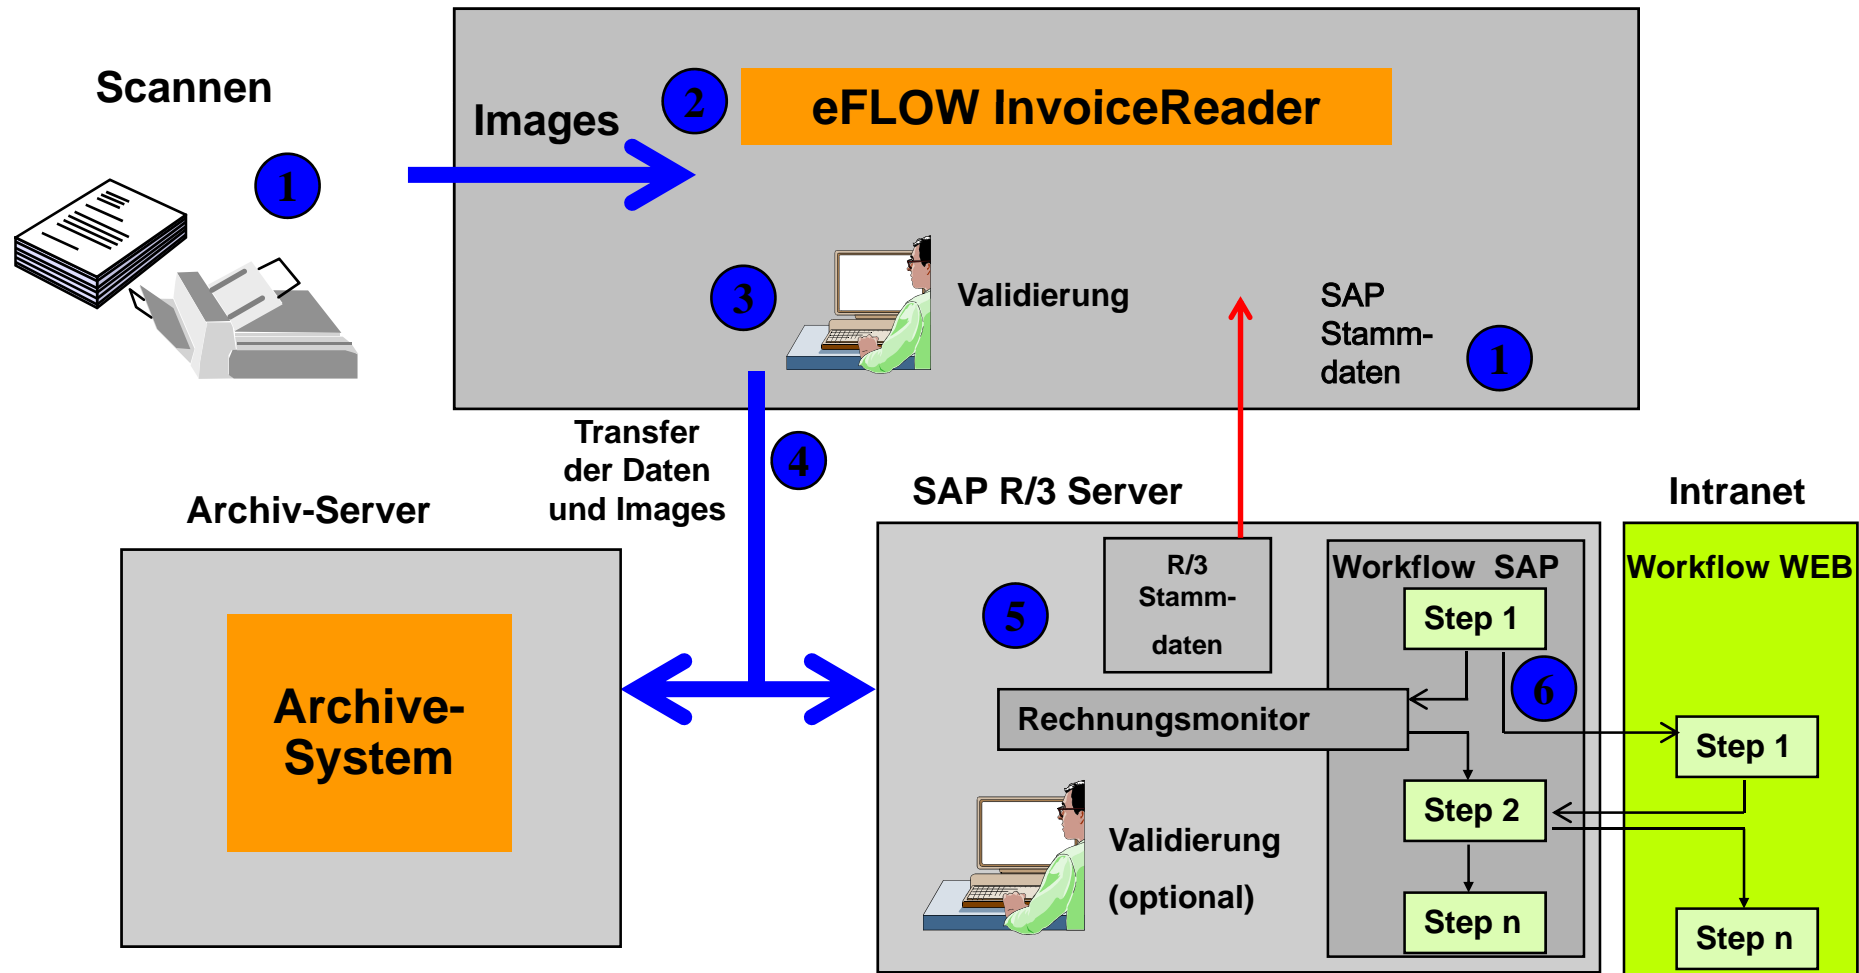 Scannen
1
Images
2
eFLOW InvoiceReader
3
Validierung
SAP
Stamm-
daten
1
Transfer
der Daten
und Images
4
Archiv-Server
Archive-
System
SAP R/3 Server
5
R/3
Stamm-
daten
Rechnungsmonitor
Validierung
(optional)
Workflow SAP
Step 1
6
Step 2
Step n
Intranet
Workflow WEB
Step 1
Step n